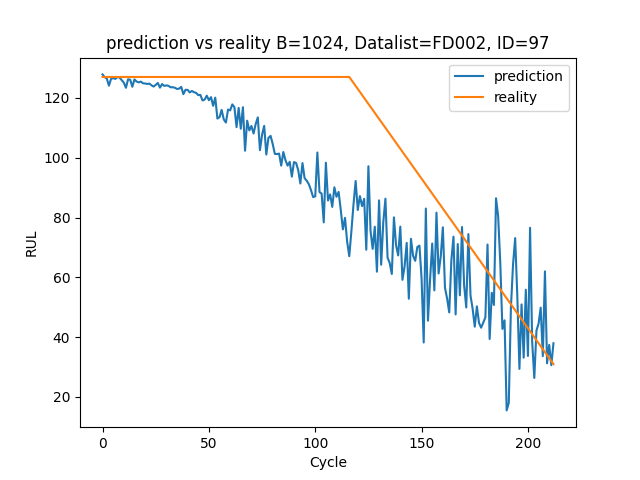 prediction vs reality B=1024, Datalist=FD002, ID=97
prediction
reality
RUL
120
100
80
60
40
20
0
50
100
150
200
Cycle